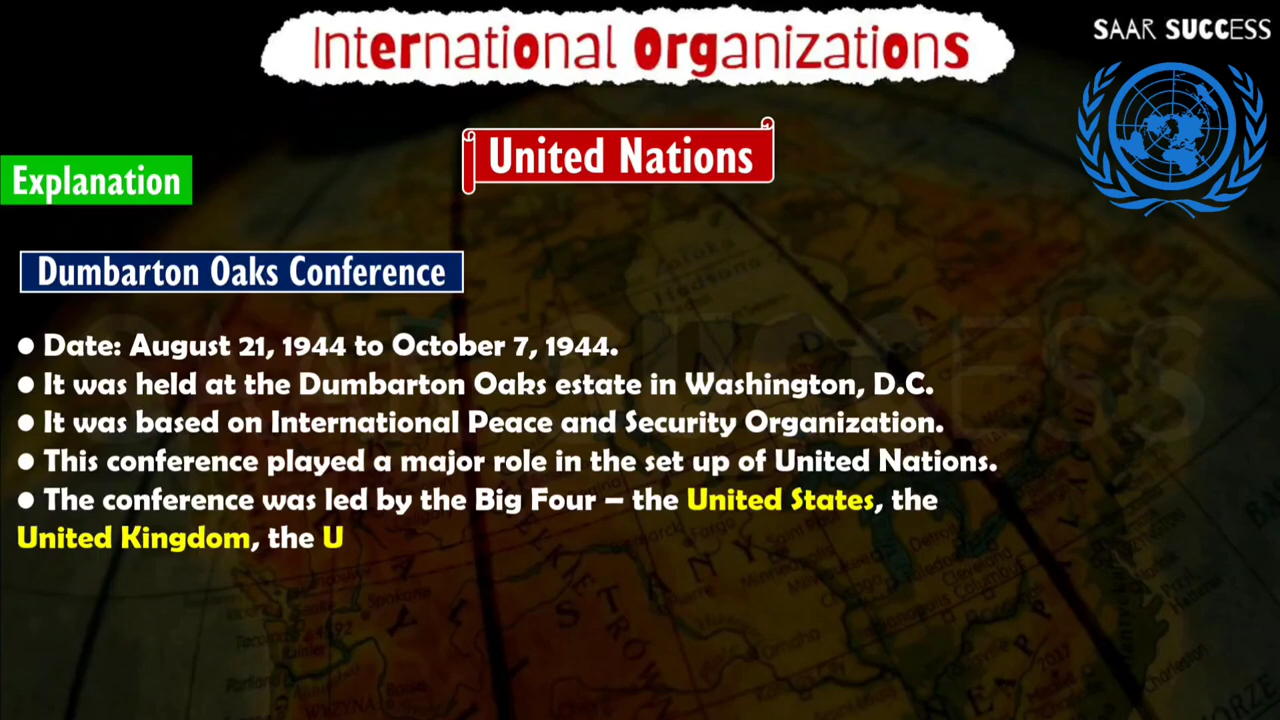 International Organizations
SAAR SUCCESS
United Nations
Explanation
Dumbarton Oaks Conference
● Date: August 21, 1944 to October 7, 1944.
● It was held at the Dumbarton Oaks estate in Washington, D.C.
● It was based on International Peace and Security Organization.
● This conference played a major role in the set up of United Nations.
● The conference was led by the Big Four – the United States, the
United Kingdom, the U